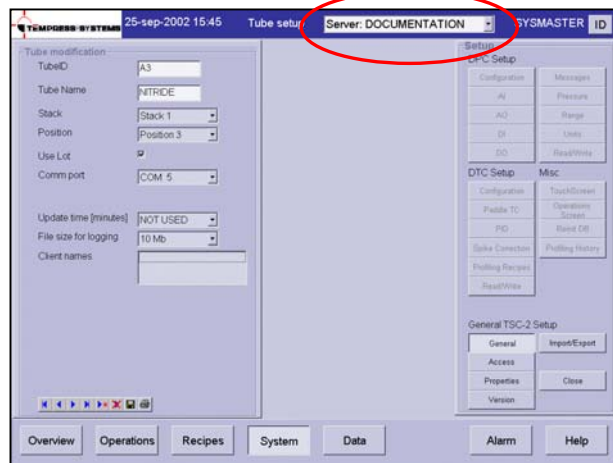 TEMPRESS-SYSTEMS 25-sep-2002 15:45 Tube setup Server: DOCUMENTATION SYSMASTER ID
Tube modification
TubeID A3
Tube Name NITRIDE
Stack Stack 1
Position Position 3
Use Lot
Comm port COM 5
Update time [minutes] NOT USED
File size for logging 10 Mb
Client names
Setup
DPC Setup
Configuration Messages
AI Pressure
AO Range
DI Units
DO Read/Write
DTC Setup Misc
Configuration TouchScreen
Paddle TC Operations Screen
PID Reinit DB
Spike Correction Profiling History
Profiling Recipes
Read/Write
General TSC-2 Setup
General Import/Export
Access
Properties Close
Version
Overview Operations Recipes System Data Alarm Help